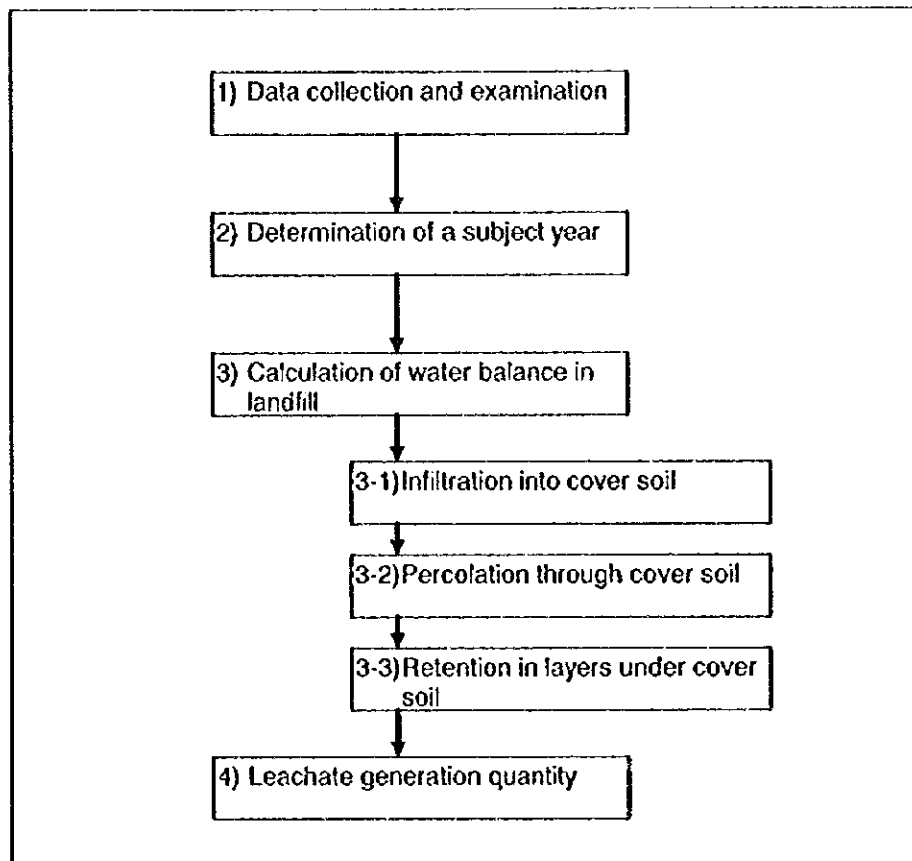 1) Data collection and examination
2) Determination of a subject year
3) Calculation of water balance in
landfill
3-1)Infiltration into cover soil
3-2)Percolation through cover soil
3-3)Retention in layers under cover
soil
4) Leachate generation quantity